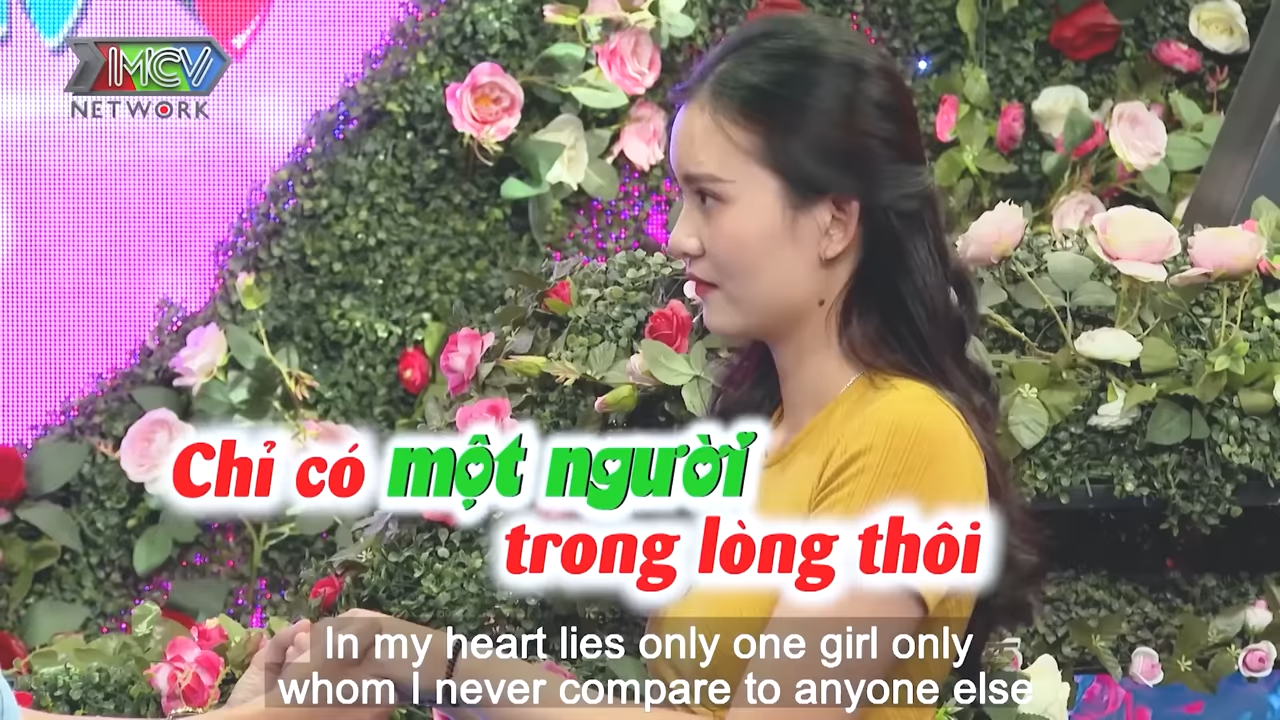 MCV
NETWORK
Chỉ có một người
trong lòng thôi
In my heart lies only one girl only
whom I never compare to anyone else